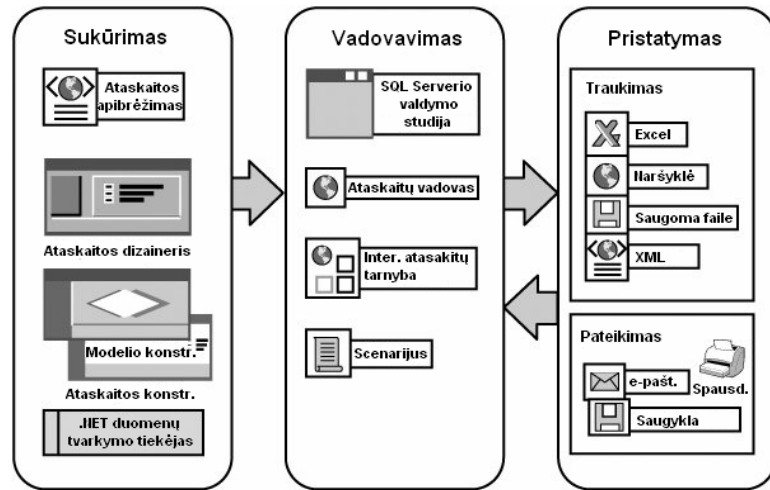 Sukūrimas
Ataskaitos
apibrėžimas
Ataskaitos dizaineris
Modelio konstr.
Ataskaitos konstr.
.NET duomenų
tvarkymo tiekėjas
Vadovavimas
SQL Serverio
valdymo
studija
Ataskaitų vadovas
Inter. atasakitų
tarnyba
Scenarijus
Pristatymas
Traukimas
Excel
Naršyklė
Saugoma faile
XML
Pateikimas
e-pašt.
Spausd.
Saugykla